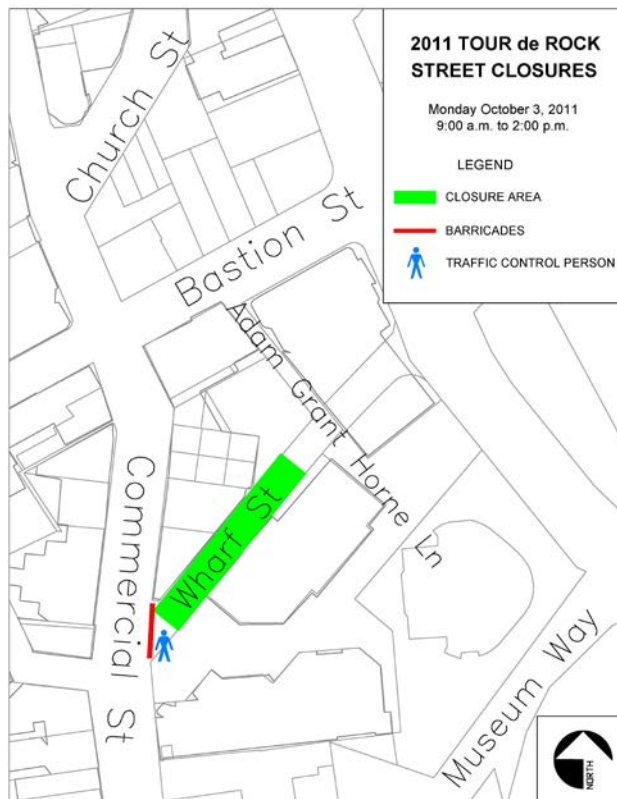 2011 TOUR de ROCK
STREET CLOSURES
Monday October 3, 2011
9:00 a.m. to 2:00 p.m.
LEGEND
CLOSURE AREA
BARRICADES
TRAFFIC CONTROL PERSON
Church St
Bastion St
Adam Grant Horne Ln
Wharf St
Commercial St
Museum Way
NORTH